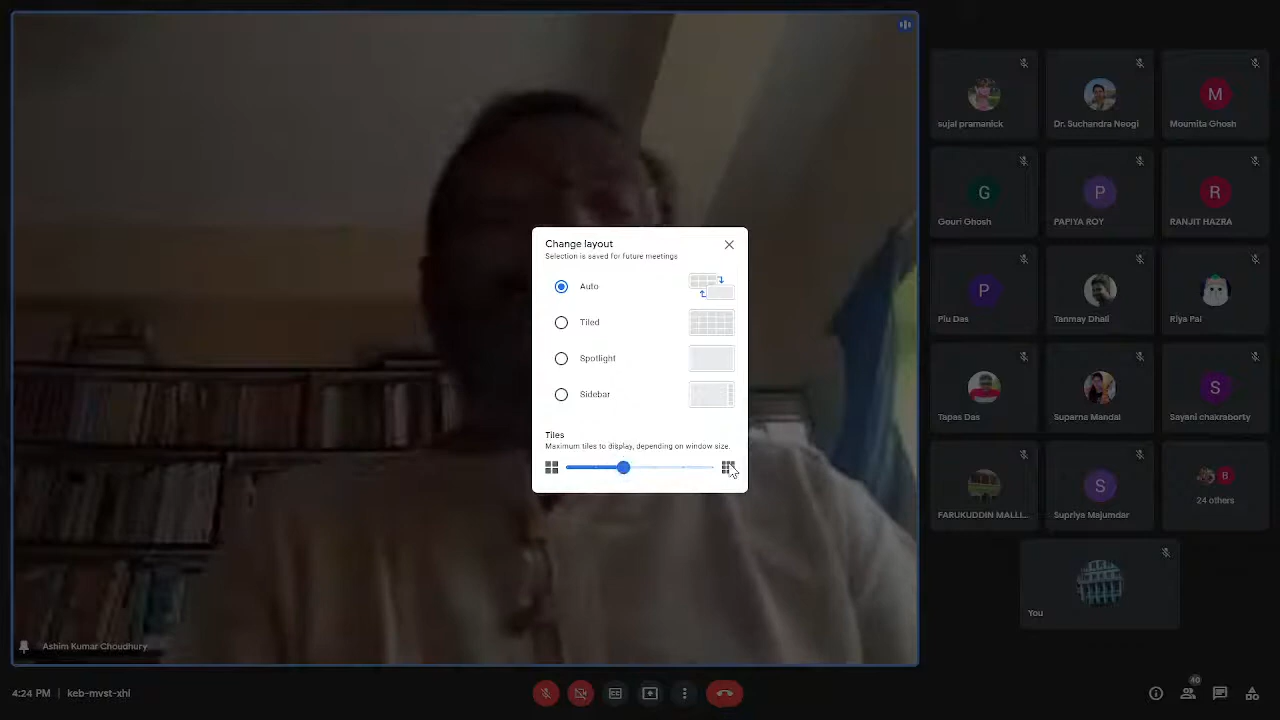 sujal pramanick
Dr. Suchandra Neogi
M
Moumita Ghosh
G
Gouri Ghosh
P
PAPIYA ROY
R
RANJIT HAZRA
Change layout
Selection is saved for future meetings
Auto
Tiled
Spotlight
Sidebar
Tiles
Maximum tiles to display, depending on window size.
P
Piu Das
Tanmay Dhali
Riya Pal
Tapas Das
Suparna Mandal
S
Sayani chakraborty
FARUKUDDIN MALLI...
S
Supriya Majumdar
B
24 others
You
Ashim Kumar Choudhury
4:24 PM | keb-mvst-xhi
40